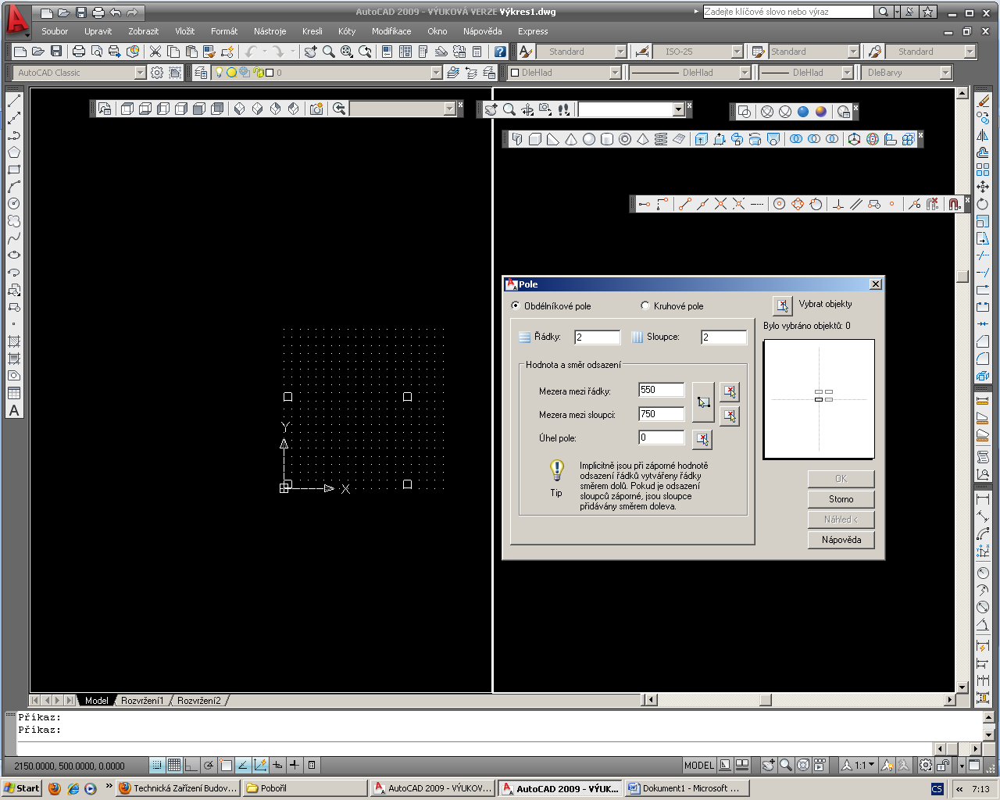 AutoCAD 2009 - VÝUKOVÁ VERZE Výkres1.dwg
Zadejte klíčové slovo nebo výraz
Soubor Upravit Zobrazit Vložit Formát Nástroje Kresli Kóty Modifikace Okno Nápověda Express
Standard ISO-25 Standard Standard
AutoCAD Classic 0 DleHlad DleHlad DleHlad DleBarvy
Pole
Obdélníkové pole Kruhové pole Vybrat objekty
Bylo vybráno objektů: 0
Řádky: 2 Sloupce: 2
Hodnota a směr odsazení
Mezera mezi řádky: 550
Mezera mezi sloupci: 750
Úhel pole: 0
Implicitně jsou při záporné hodnotě
odsazení řádků vytvářeny řádky
směrem dolů. Pokud je odsazení
sloupců záporné, jsou sloupce
přidávány směrem doleva.
Tip
OK
Storno
Náhled <
Nápověda
Y
X
A
Model Rozvržení1 Rozvržení2
Příkaz:
Příkaz:
2150.0000, 500.0000, 0.0000
MODEL
1:1
Start
Technická Zařízení Budov...
Pobořil
AutoCAD 2009 - VÝUKOV...
AutoCAD 2009 - VÝUK...
Dokument1 - Microsoft ...
CS
7:13